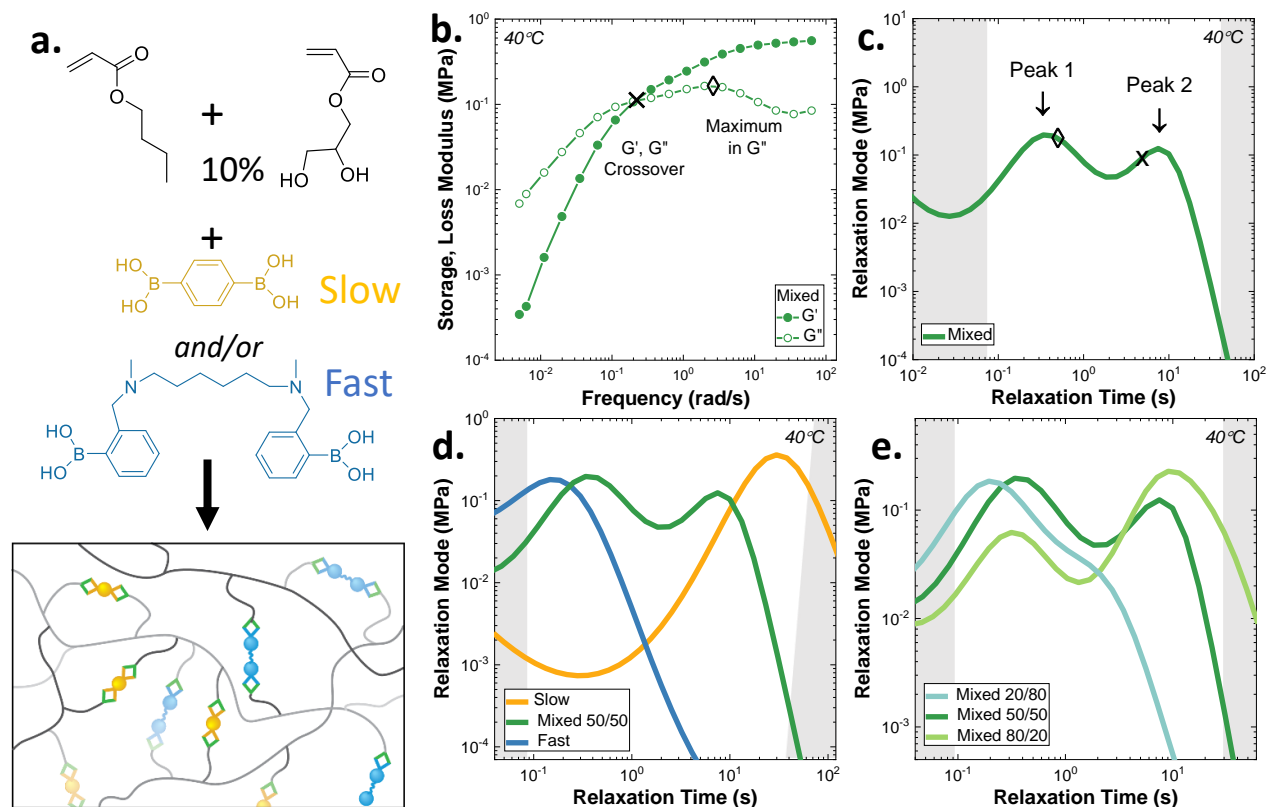 a.
O
O
+
10%
O
O
HO
OH
+
HO
OH
B
B
HO
OH
Slow
and/or
Fast
N
N
HO
OH
B
B
HO
OH
b.
40°C
Storage, Loss Modulus (MPa)
10^0
10^-1
10^-2
10^-3
10^-4
G', G"
Crossover
Maximum
in G"
Mixed
G'
G"
10^-2
10^-1
10^0
10^1
10^2
Frequency (rad/s)
c.
40°C
Relaxation Mode (MPa)
10^1
10^0
10^-1
10^-2
10^-3
10^-4
Peak 1
Peak 2
X
Mixed
10^-2
10^-1
10^0
10^1
10^2
Relaxation Time (s)
d.
40°C
Relaxation Mode (MPa)
10^0
10^-1
10^-2
10^-3
10^-4
Slow
Mixed 50/50
Fast
10^-1
10^0
10^1
10^2
Relaxation Time (s)
e.
40°C
Relaxation Mode (MPa)
10^-1
10^-2
10^-3
Mixed 20/80
Mixed 50/50
Mixed 80/20
10^-1
10^0
10^1
Relaxation Time (s)